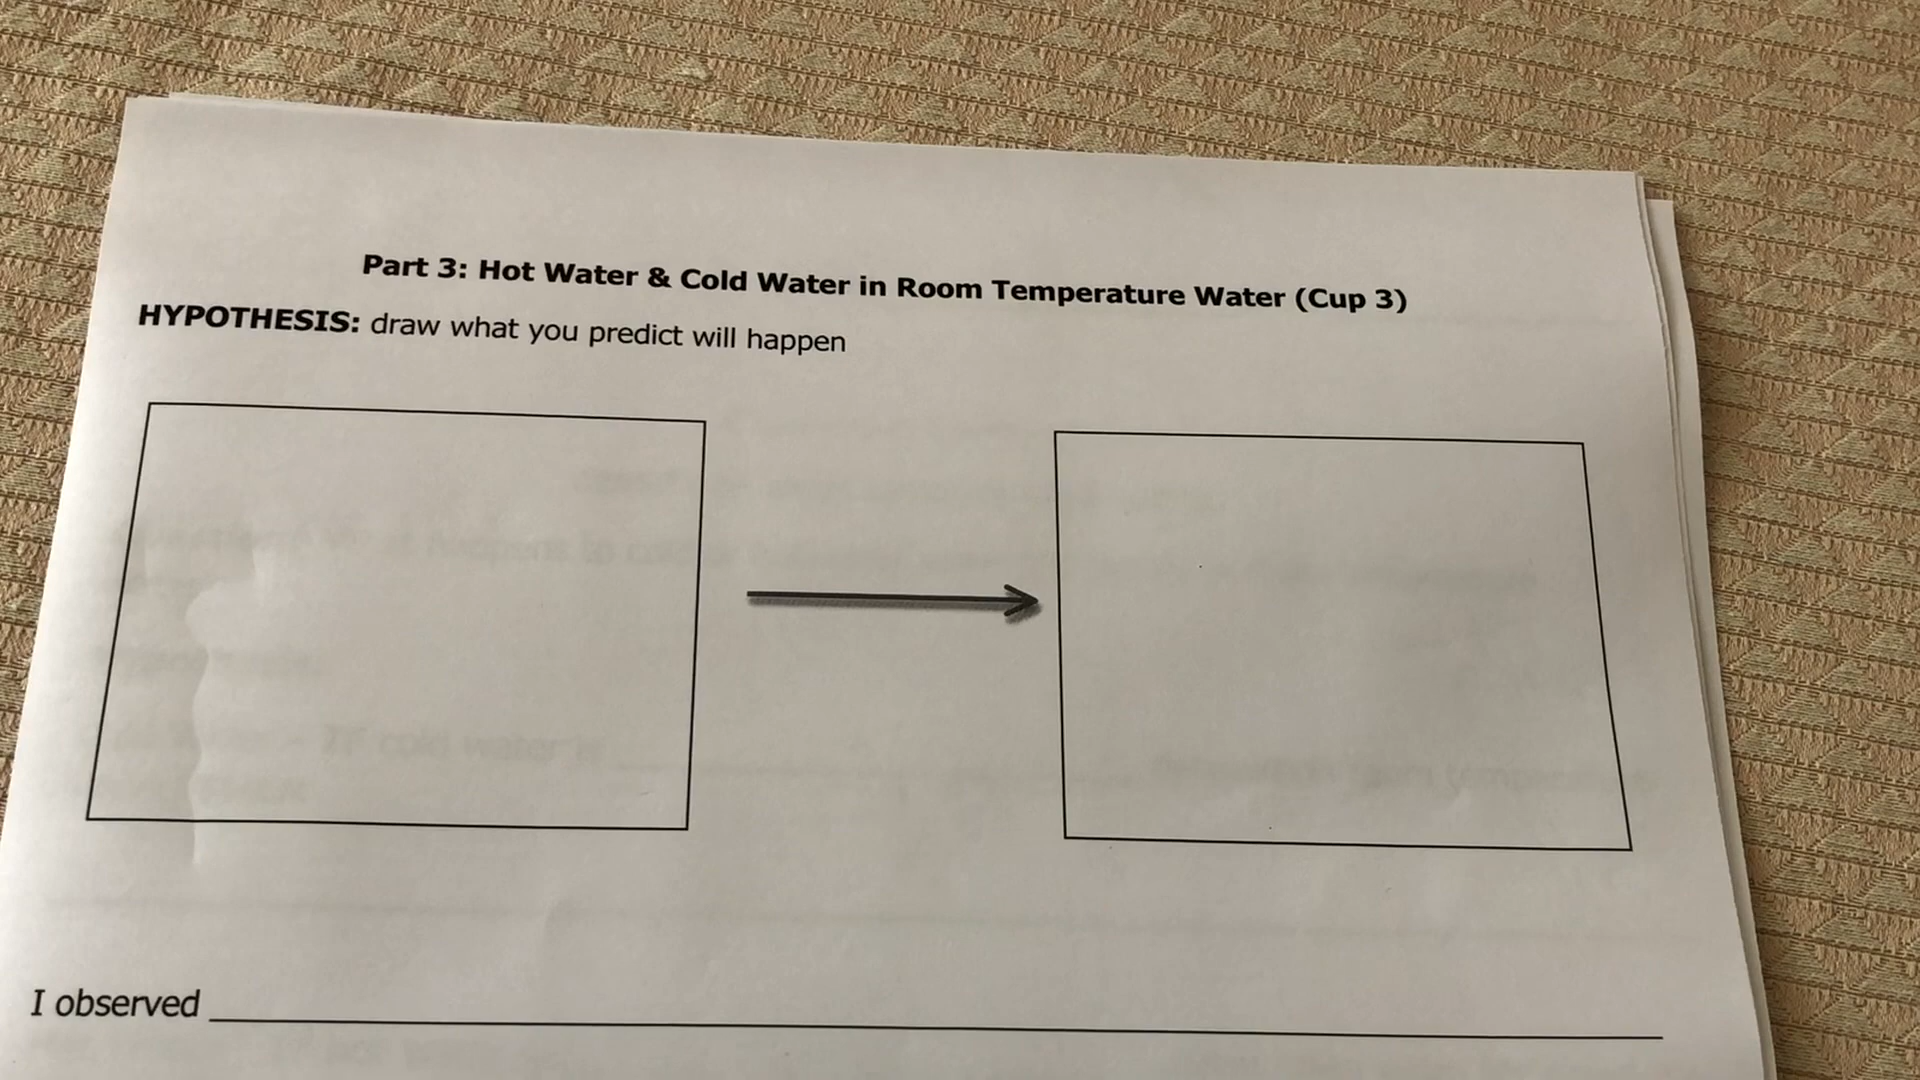 Part 3: Hot Water & Cold Water in Room Temperature Water (Cup 3)
HYPOTHESIS: draw what you predict will happen
I observed